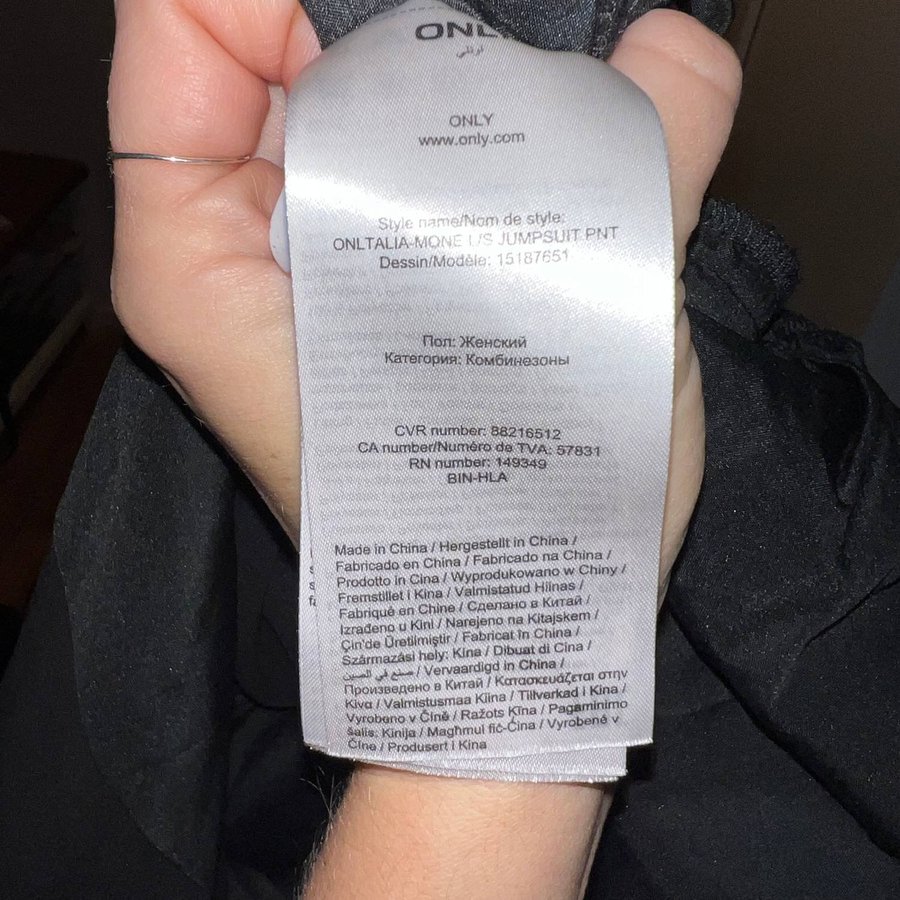 ONL
اونلي
ONLY
www.only.com
Style name/Nom de style:
ONLTALIA-MONE L/S JUMPSUIT PNT
Dessin/Modèle: 15187651
Пол: Женский
Категория: Комбинезоны
CVR number: 88216512
CA number/Numéro de TVA: 57831
RN number: 149349
BIN-HLA
Made in China / Hergestellt in China /
Fabricado en China / Fabricado na China /
Prodotto in Cina / Wyprodukowano w Chiny /
Fremstillet i Kina / Valmistatud Hiinas /
Fabriqué en Chine / Сделано в Китай /
Izrađeno u Kini / Narejeno na Kitajskem /
Çin'de Üretilmiştir / Fabricat în China /
Származási hely: Kína / Dibuat di Cina /
صنع في الصين / Vervaardigd in China /
Произведено в Китай / Κατασκευάζεται στην
Κίνα / Valmistusmaa Kiina / Tillverkad i Kina /
Vyrobeno v Číně / Ražots Ķīna / Pagaminimo
šalis: Kinija / Magħmul fiċ-Ċina / Vyrobené v
Číne / Produsert i Kina